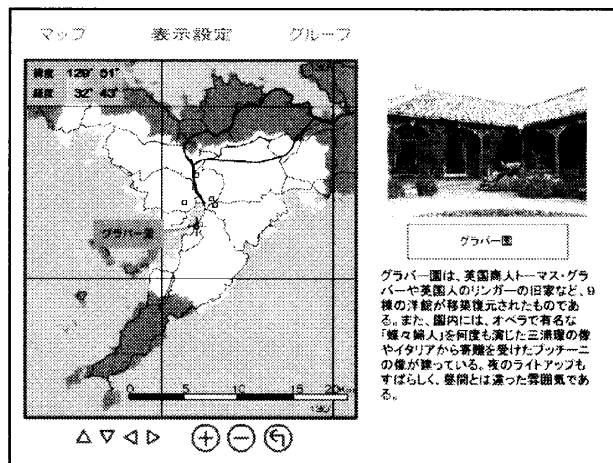 マップ 表示設定 グループ
緯度 129° 51"
経度 32° 43"
グラバー園
0 5 10 15 20Km
130°
グラバー園
グラバー園は、英国商人トーマス・グラ
バーや英国人のリンガーの旧家など、9
棟の洋館が移築復元されたものであ
る。また、園内には、オペラで有名な
「蝶々婦人」を何度も演じた三浦環の像
やイタリアから寄贈を受けたプッチーニ
の像が建っている。夜のライトアップも
すばらしく、昼間とは違った雰囲気であ
る。